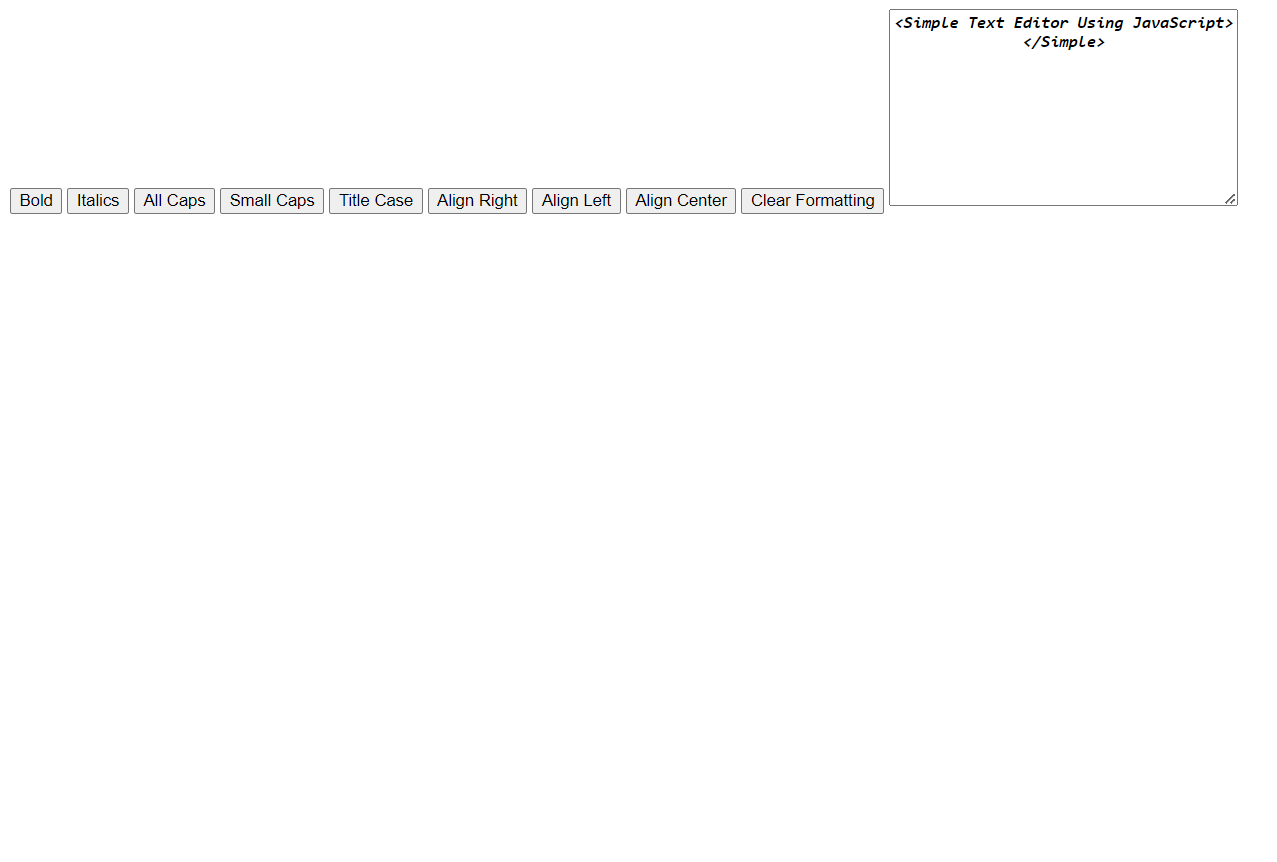 <Simple Text Editor Using JavaScript>
</Simple>
Bold Italics All Caps Small Caps Title Case Align Right Align Left Align Center Clear Formatting